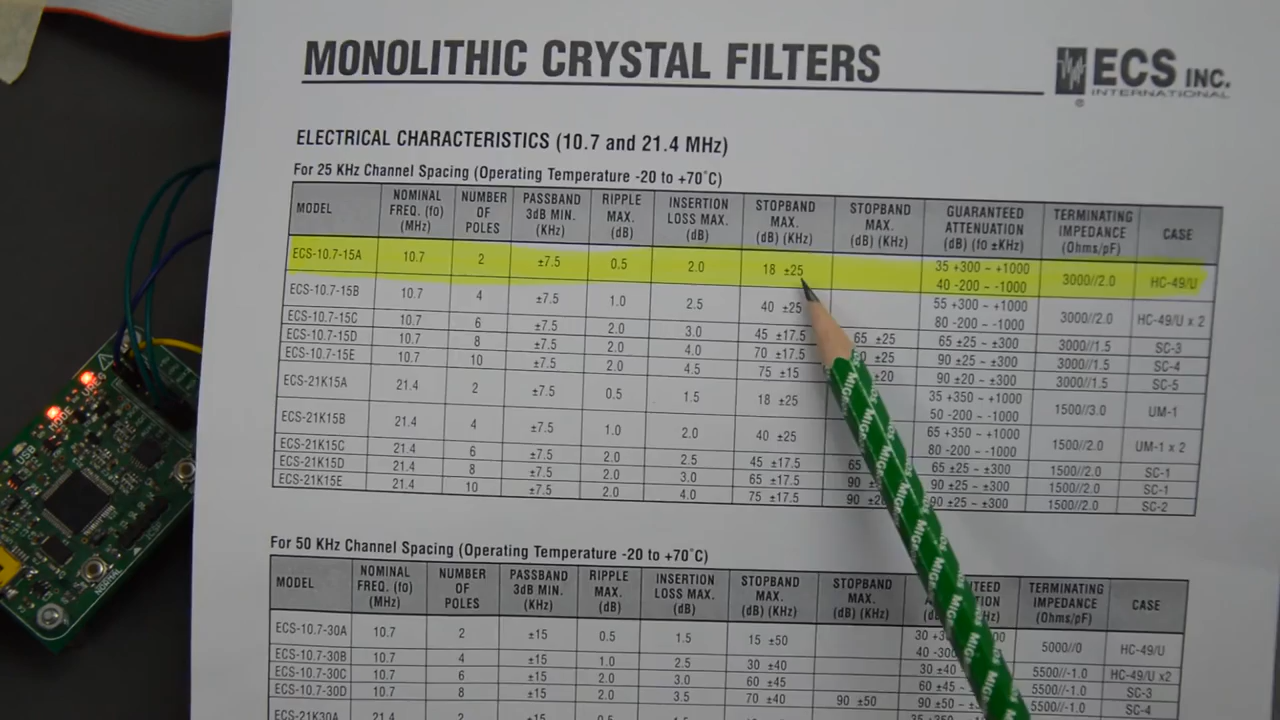 MONOLITHIC CRYSTAL FILTERS
ECS INC.
INTERNATIONAL
®
ELECTRICAL CHARACTERISTICS (10.7 and 21.4 MHz)
For 25 KHz Channel Spacing (Operating Temperature -20 to +70˚C)
MODEL NOMINAL FREQ. (fo) (MHz) NUMBER OF POLES PASSBAND 3dB MIN. (KHz) RIPPLE MAX. (dB) INSERTION LOSS MAX. (dB) STOPBAND MAX. (dB) (KHz) STOPBAND MAX. (dB) (KHz) GUARANTEED ATTENUATION (dB) (fo ±KHz) TERMINATING IMPEDANCE (Ohms/pF) CASE
ECS-10.7-15A 10.7 2 ±7.5 0.5 2.0 18 ±25 35 +300 ~ +1000 40 -200 ~ -1000 3000//2.0 HC-49/U
ECS-10.7-15B 10.7 4 ±7.5 1.0 2.5 40 ±25 55 +300 ~ +1000 80 -200 ~ -1000 3000//2.0 HC-49/U x 2
ECS-10.7-15C 10.7 6 ±7.5 2.0 3.0 45 ±17.5 65 ±25 65 ±25 ~ ±300 3000//1.5 SC-3
ECS-10.7-15D 10.7 8 ±7.5 2.0 4.0 70 ±17.5 ±25 90 ±25 ~ ±300 3000//1.5 SC-4
ECS-10.7-15E 10.7 10 ±7.5 2.0 4.5 75 ±15 ±20 90 ±20 ~ ±300 3000//1.5 SC-5
ECS-21K15A 21.4 2 ±7.5 0.5 1.5 18 ±25 35 +350 ~ +1000 50 -200 ~ -1000 1500//3.0 UM-1
ECS-21K15B 21.4 4 ±7.5 1.0 2.0 40 ±25 65 +350 ~ +1000 80 -200 ~ -1000 1500//2.0 UM-1 x 2
ECS-21K15C 21.4 6 ±7.5 2.0 2.5 45 ±17.5 65 65 ±25 ~ ±300 1500//2.0 SC-1
ECS-21K15D 21.4 8 ±7.5 2.0 3.0 65 ±17.5 90 90 ±25 ~ ±300 1500//2.0 SC-1
ECS-21K15E 21.4 10 ±7.5 2.0 4.0 75 ±17.5 90 90 ±25 ~ ±300 1500//2.0 SC-2
For 50 KHz Channel Spacing (Operating Temperature -20 to +70˚C)
MODEL NOMINAL FREQ. (fo) (MHz) NUMBER OF POLES PASSBAND 3dB MIN. (KHz) RIPPLE MAX. (dB) INSERTION LOSS MAX. (dB) STOPBAND MAX. (dB) (KHz) STOPBAND MAX. (dB) (KHz) TERMINATING IMPEDANCE (Ohms/pF) CASE
ECS-10.7-30A 10.7 2 ±15 0.5 1.5 15 ±50 5000//0 HC-49/U
ECS-10.7-30B 10.7 4 ±15 1.0 2.5 30 ±40 30 ±40 5500//-1.0 HC-49/U x2
ECS-10.7-30C 10.7 6 ±15 2.0 3.0 60 ±45 60 ±45 5500//-1.0 SC-3
ECS-10.7-30D 10.7 8 ±15 2.0 3.5 70 ±40 90 ±50 90 ±50 5500//-1.0 SC-4
ECS-21K30A 21.4
USB
NORMAL